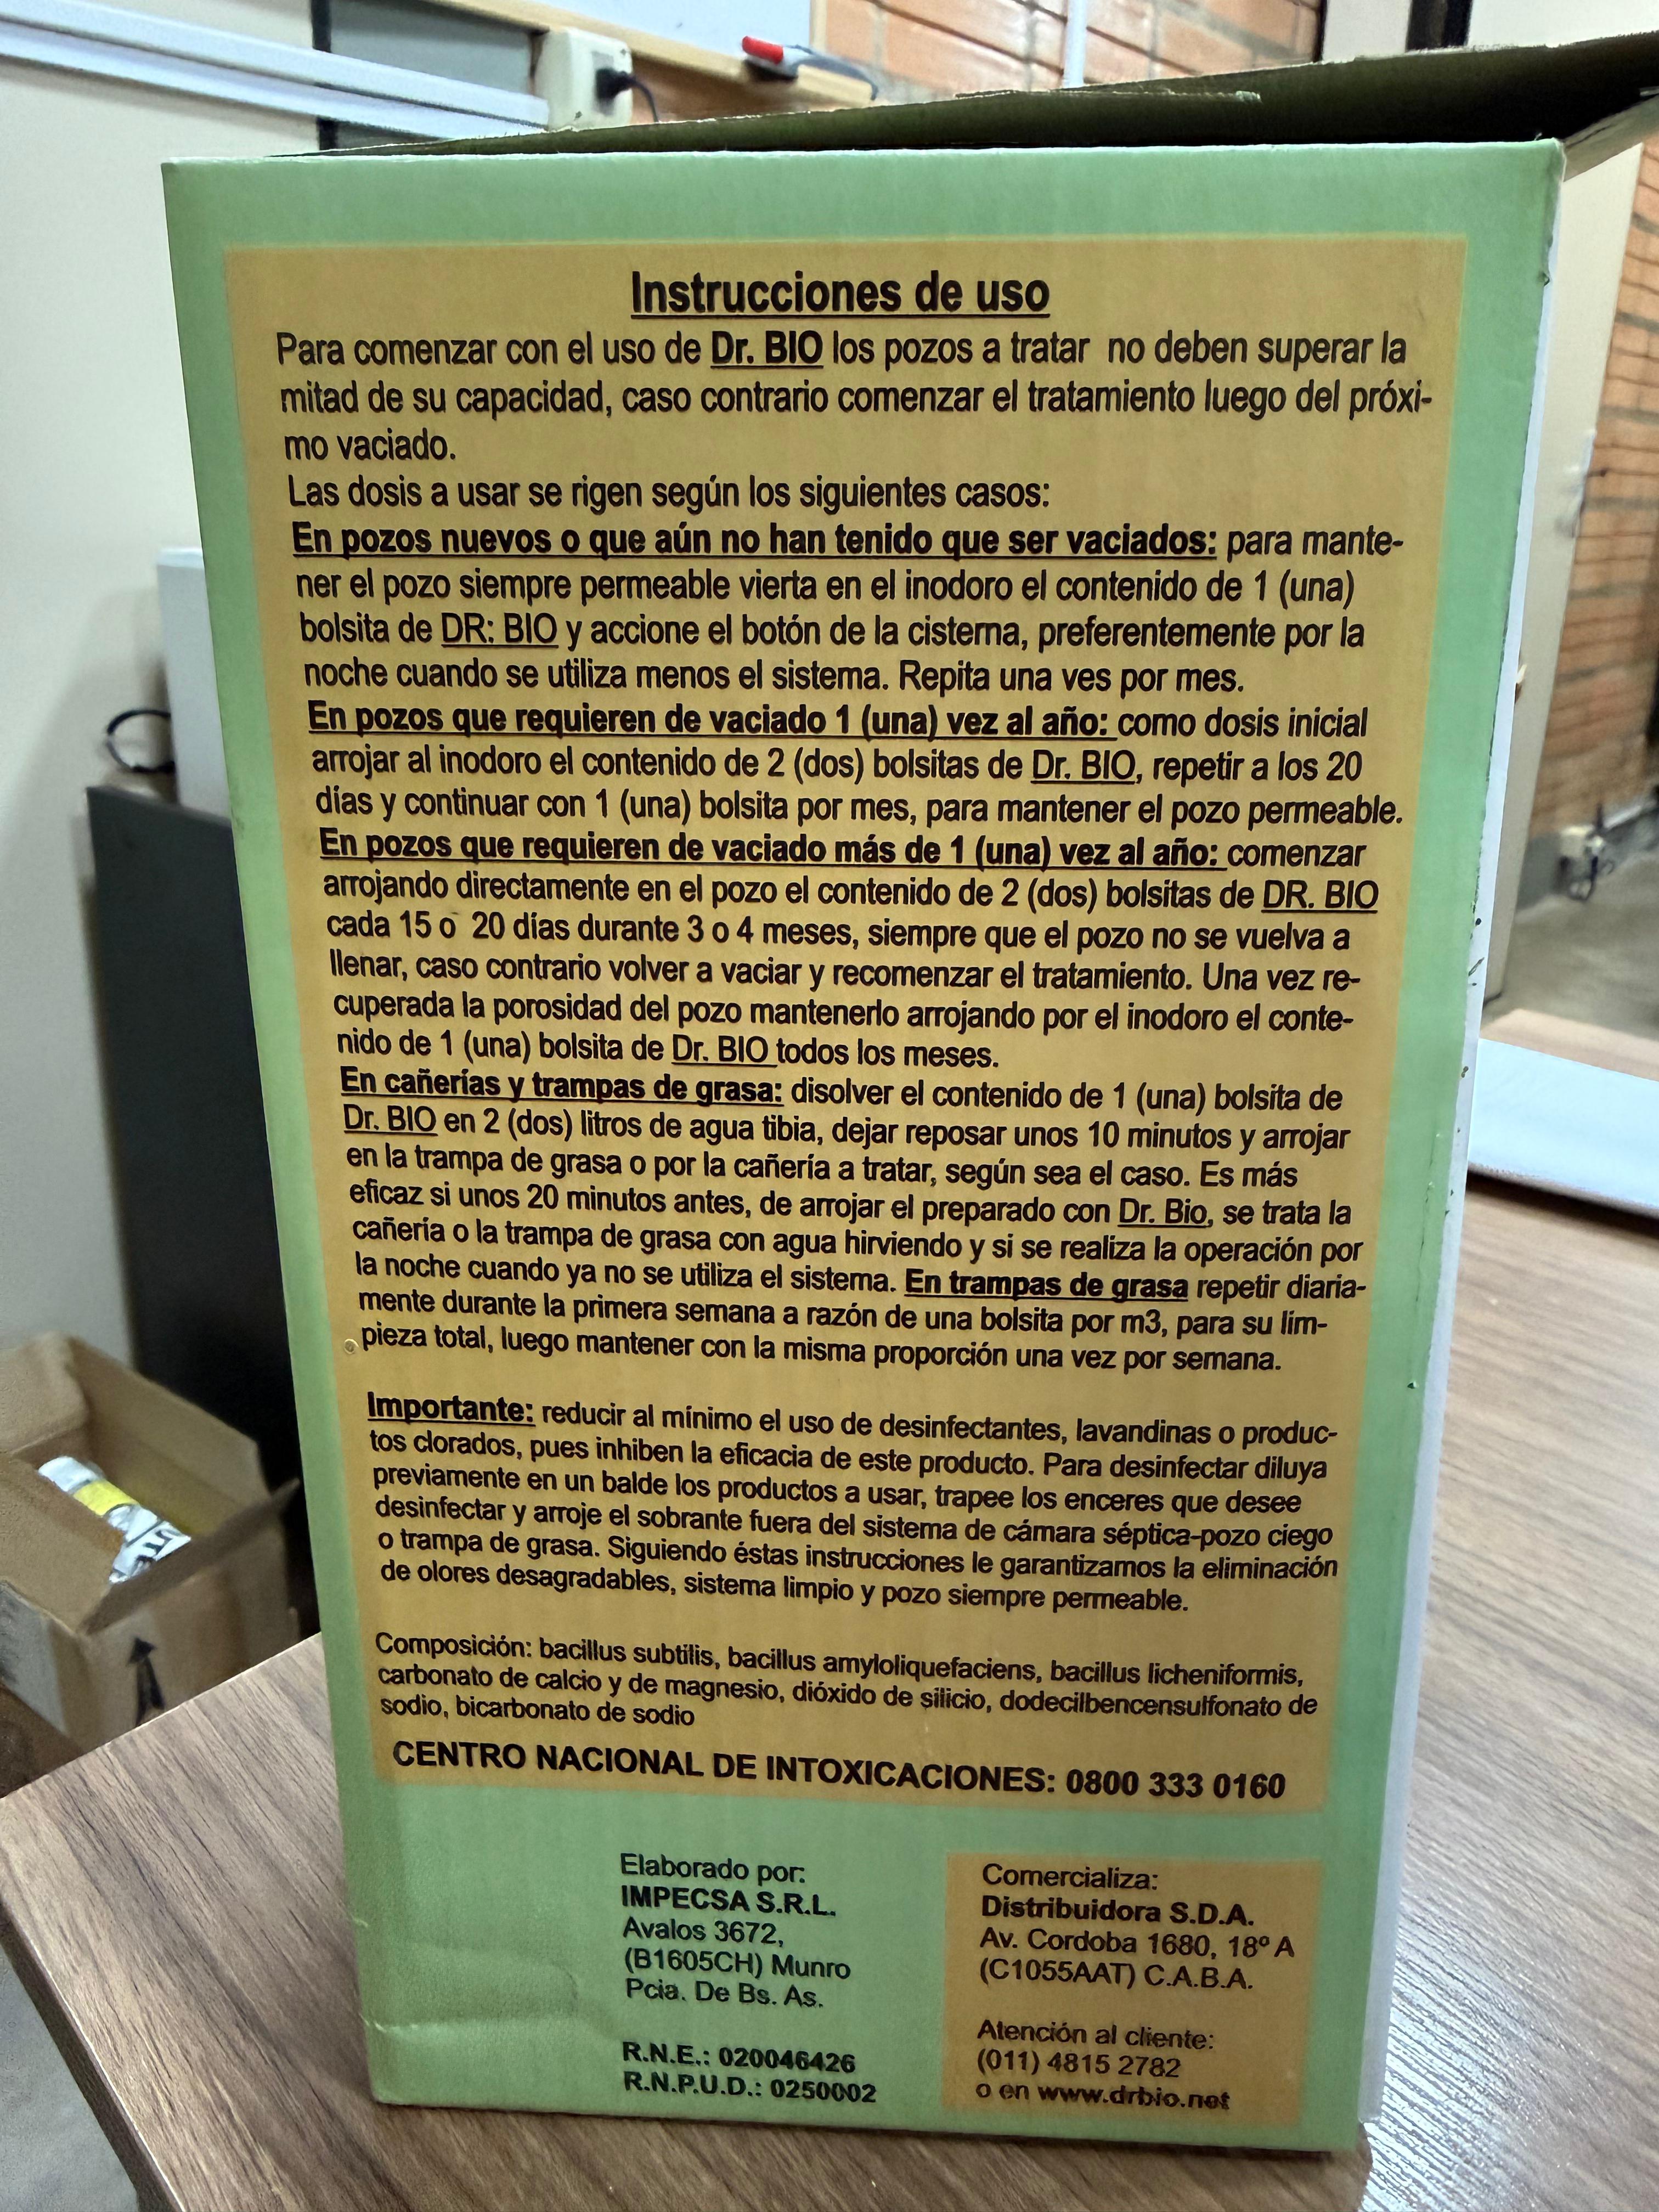 Instrucciones de uso
Para comenzar con el uso de Dr. BIO los pozos a tratar no deben superar la
mitad de su capacidad, caso contrario comenzar el tratamiento luego del próxi-
mo vaciado.
Las dosis a usar se rigen según los siguientes casos:
En pozos nuevos o que aún no han tenido que ser vaciados: para mante-
ner el pozo siempre permeable vierta en el inodoro el contenido de 1 (una)
bolsita de DR: BIO y accione el botón de la cisterna, preferentemente por la
noche cuando se utiliza menos el sistema. Repita una ves por mes.
En pozos que requieren de vaciado 1 (una) vez al año: como dosis inicial
arrojar al inodoro el contenido de 2 (dos) bolsitas de Dr. BIO, repetir a los 20
días y continuar con 1 (una) bolsita por mes, para mantener el pozo permeable.
En pozos que requieren de vaciado más de 1 (una) vez al año: comenzar
arrojando directamente en el pozo el contenido de 2 (dos) bolsitas de DR. BIO
cada 15 o 20 días durante 3 o 4 meses, siempre que el pozo no se vuelva a
llenar, caso contrario volver a vaciar y recomenzar el tratamiento. Una vez re-
cuperada la porosidad del pozo mantenerlo arrojando por el inodoro el conte-
nido de 1 (una) bolsita de Dr. BIO todos los meses.
En cañerías y trampas de grasa: disolver el contenido de 1 (una) bolsita de
Dr. BIO en 2 (dos) litros de agua tibia, dejar reposar unos 10 minutos y arrojar
en la trampa de grasa o por la cañería a tratar, según sea el caso. Es más
eficaz si unos 20 minutos antes, de arrojar el preparado con Dr. Bio, se trata la
cañería o la trampa de grasa con agua hirviendo y si se realiza la operación por
la noche cuando ya no se utiliza el sistema. En trampas de grasa repetir diaria-
mente durante la primera semana a razón de una bolsita por m3, para su lim-
pieza total, luego mantener con la misma proporción una vez por semana.
Importante: reducir al mínimo el uso de desinfectantes, lavandinas o produc-
tos clorados, pues inhiben la eficacia de este producto. Para desinfectar diluya
previamente en un balde los productos a usar, trapee los enceres que desee
desinfectar y arroje el sobrante fuera del sistema de cámara séptica-pozo ciego
o trampa de grasa. Siguiendo éstas instrucciones le garantizamos la eliminación
de olores desagradables, sistema limpio y pozo siempre permeable.
Composición: bacillus subtilis, bacillus amyloliquefaciens, bacillus licheniformis,
carbonato de calcio y de magnesio, dióxido de silicio, dodecilbencensulfonato de
sodio, bicarbonato de sodio
CENTRO NACIONAL DE INTOXICACIONES: 0800 333 0160
Elaborado por:
IMPECSA S.R.L.
Avalos 3672,
(B1605CH) Munro
Pcia. De Bs. As.
R.N.E.: 020046426
R.N.P.U.D.: 0250002
Comercializa:
Distribuidora S.D.A.
Av. Cordoba 1680, 18º A
(C1055AAT) C.A.B.A.
Atención al cliente:
(011) 4815 2782
o en www.drbio.net